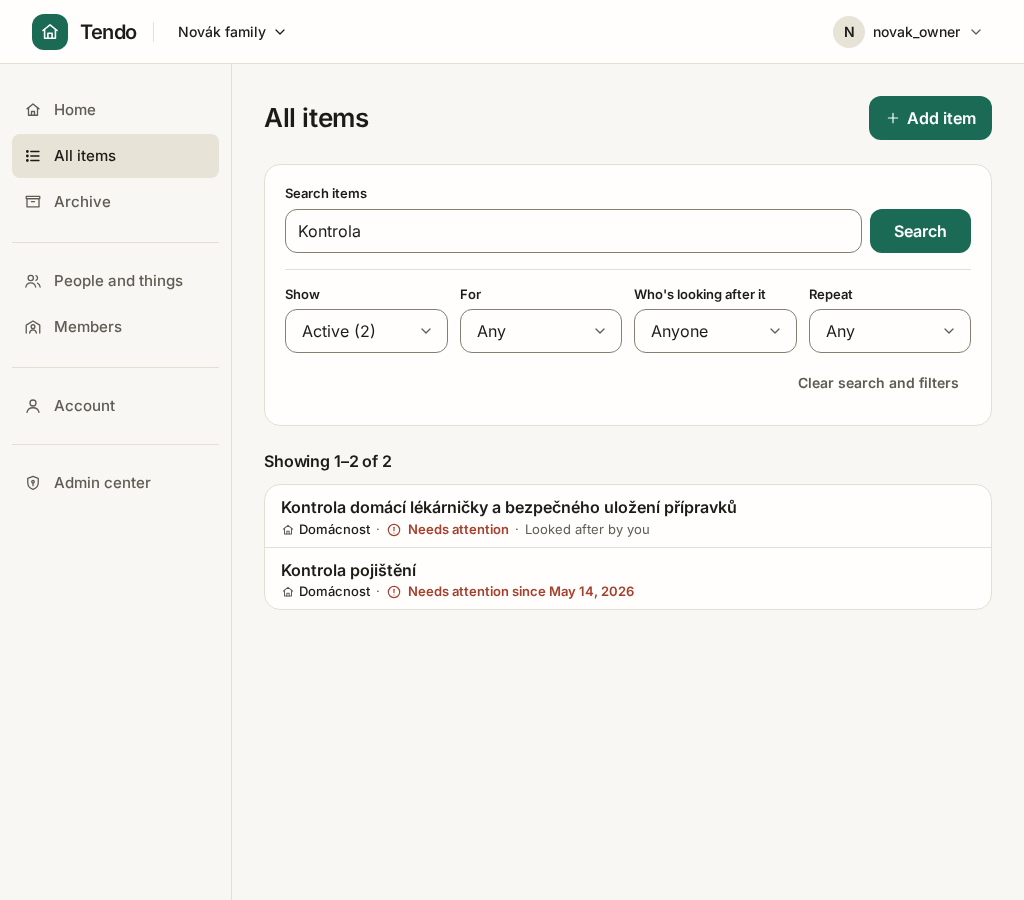 Tendo
Novák family
N novak_owner
Home
All items
Archive
People and things
Members
Account
Admin center
All items
+ Add item
Search items
Kontrola
Search
Show
For
Who's looking after it
Repeat
Active (2)
Any
Anyone
Any
Clear search and filters
Showing 1–2 of 2
Kontrola domácí lékárničky a bezpečného uložení přípravků
Domácnost · Needs attention · Looked after by you
Kontrola pojištění
Domácnost · Needs attention since May 14, 2026